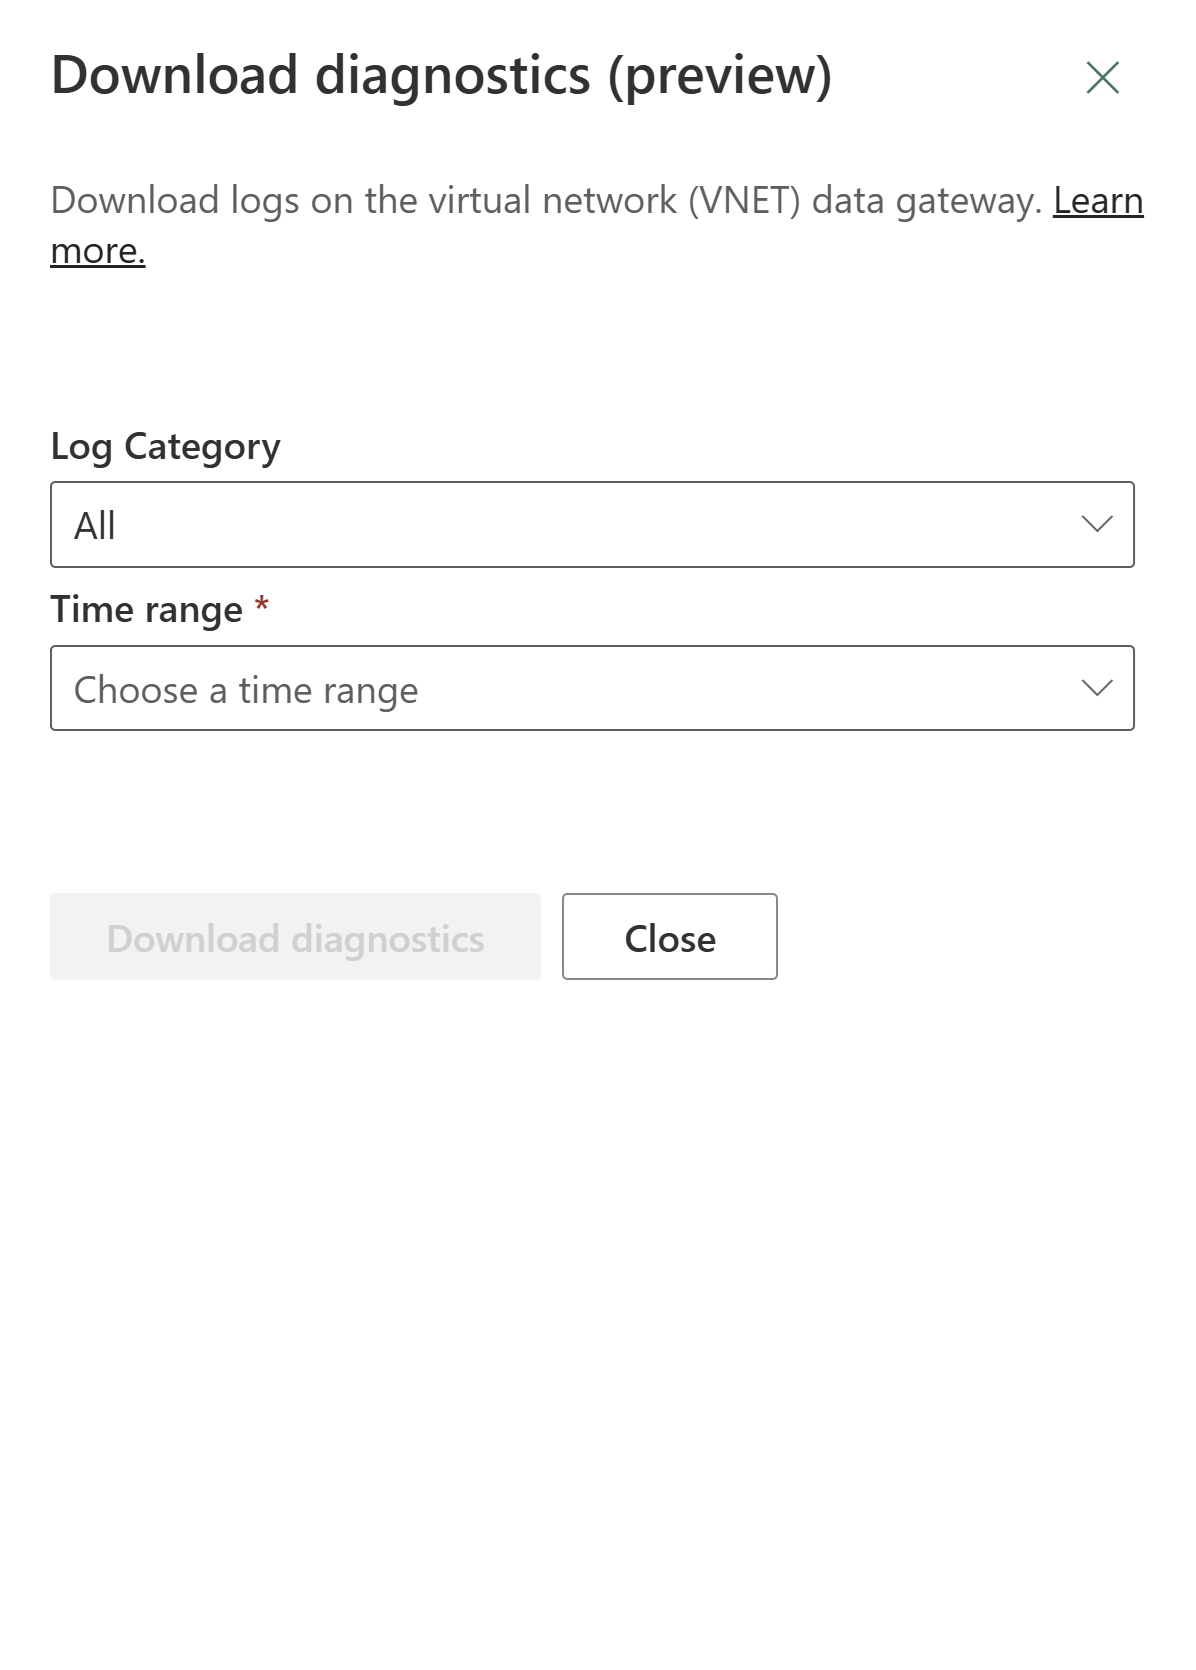 Download diagnostics (preview)
Download logs on the virtual network (VNET) data gateway. Learn
more.
Log Category
All
Time range *
Choose a time range
Download diagnostics
Close